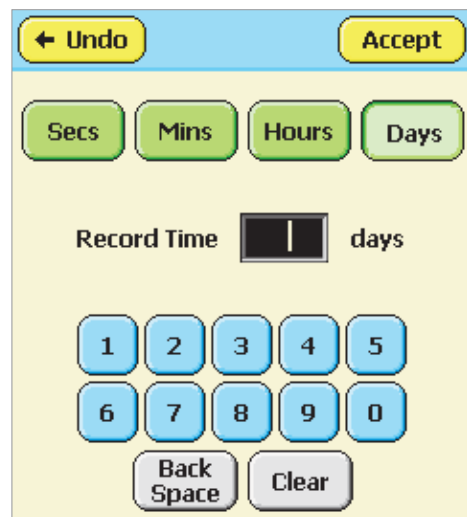 ← Undo Accept
Secs Mins Hours Days
Record Time days
1 2 3 4 5
6 7 8 9 0
Back
Space
Clear